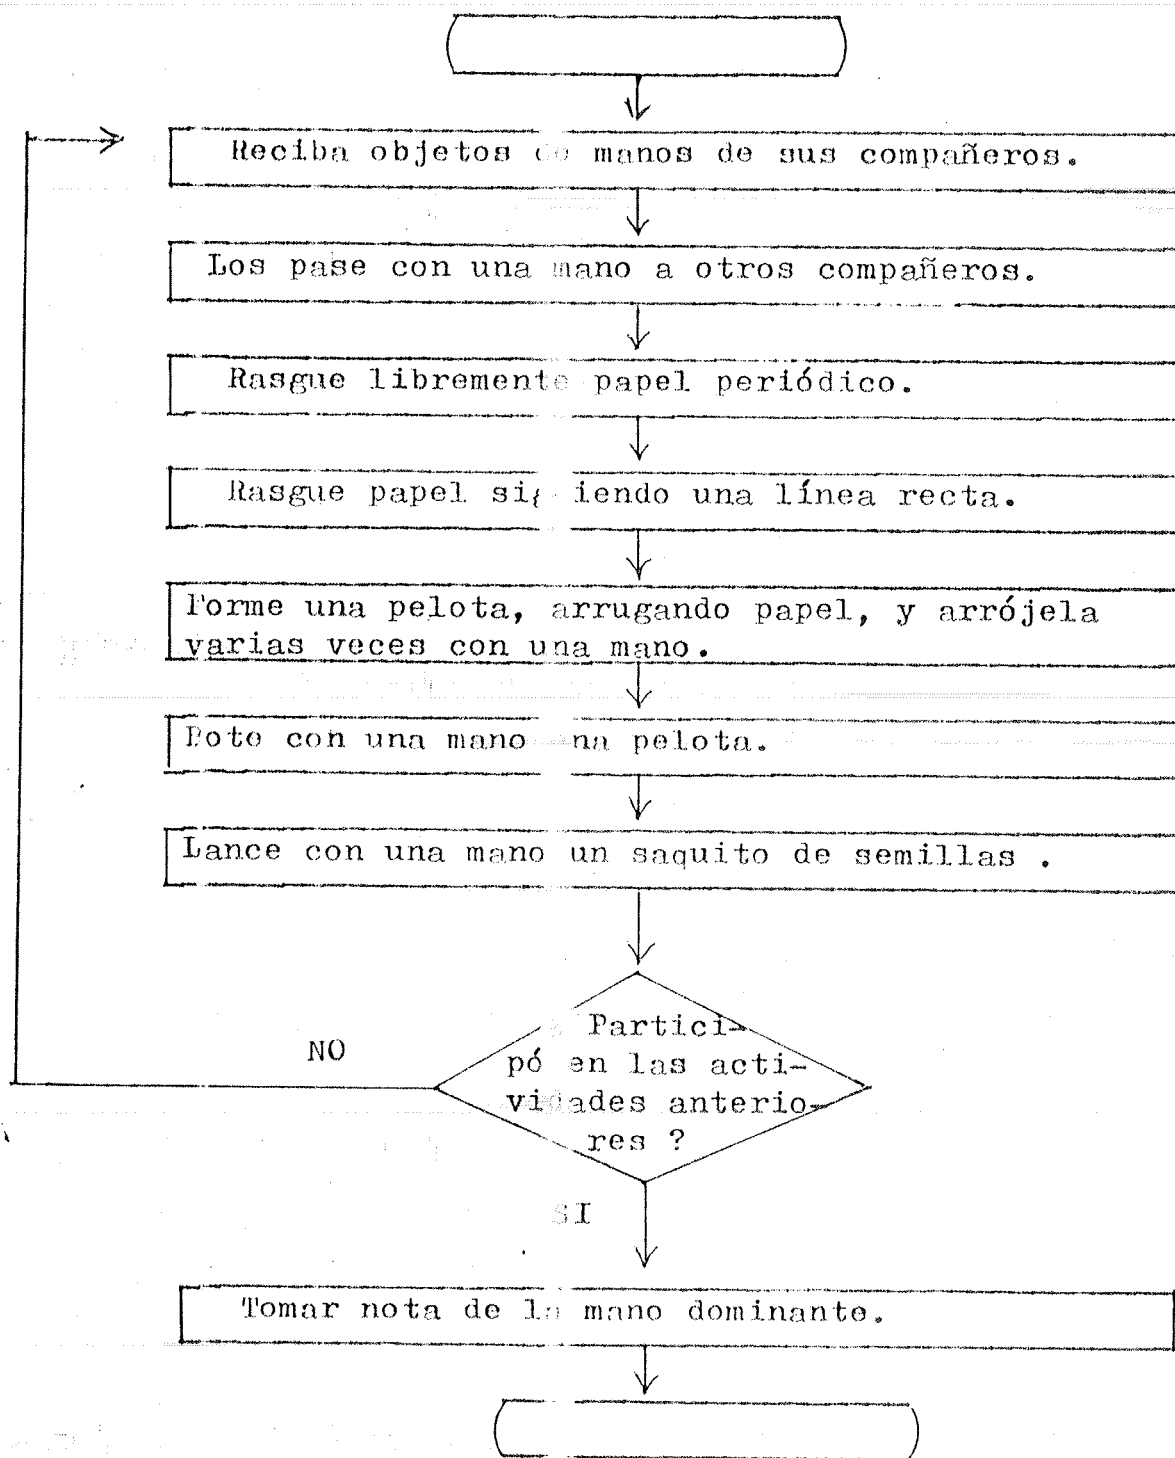 Reciba objetos de manos de sus compañeros.
Los pase con una mano a otros compañeros.
Rasgue libremente papel periódico.
Rasgue papel siguiendo una línea recta.
Forme una pelota, arrugando papel, y arrójela
varias veces con una mano.
Bote con una mano una pelota.
Lance con una mano un saquito de semillas .
¿ Partici-
pó en las acti-
vidades anterio-
res ?
NO
SI
Tomar nota de la mano dominante.